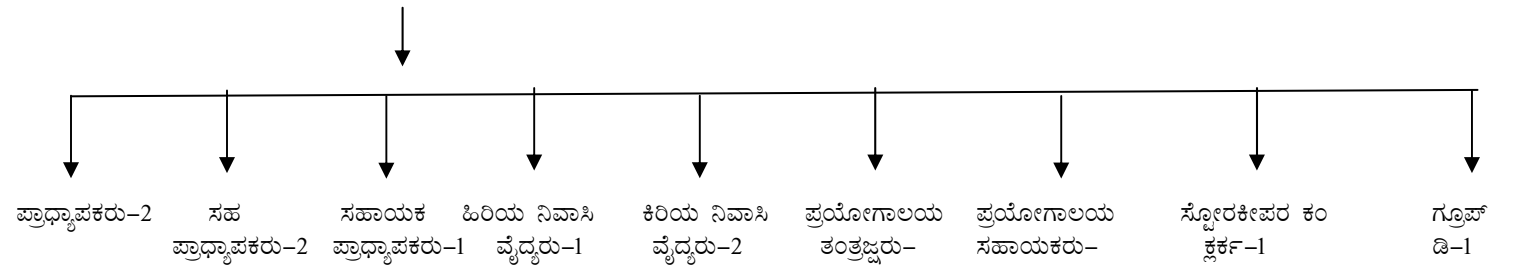 ಪ್ರಾಧ್ಯಾಪಕರು–2 ಸಹ ಸಹಾಯಕ ಹಿರಿಯ ನಿವಾಸಿ ಕಿರಿಯ ನಿವಾಸಿ ಪ್ರಯೋಗಾಲಯ ಪ್ರಯೋಗಾಲಯ ಸ್ಟೋರಕೀಪರ ಕಂ ಗ್ರೂಪ್
ಪ್ರಾಧ್ಯಾಪಕರು–2 ಪ್ರಾಧ್ಯಾಪಕರು–1 ವೈದ್ಯರು–1 ವೈದ್ಯರು–2 ತಂತ್ರಜ್ಞರು– ಸಹಾಯಕರು– ಕ್ಲರ್ಕ–1 ಡಿ–1